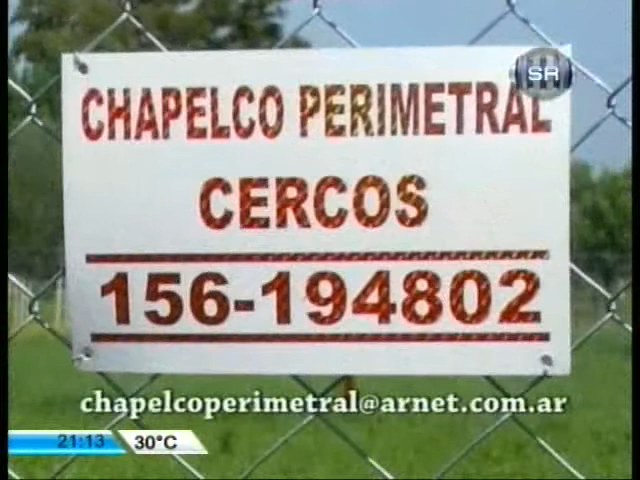 SR
CHAPELCO PERIMETRAL
CERCOS
156-194802
chapelcoperimetral@arnet.com.ar
21:13 30°C